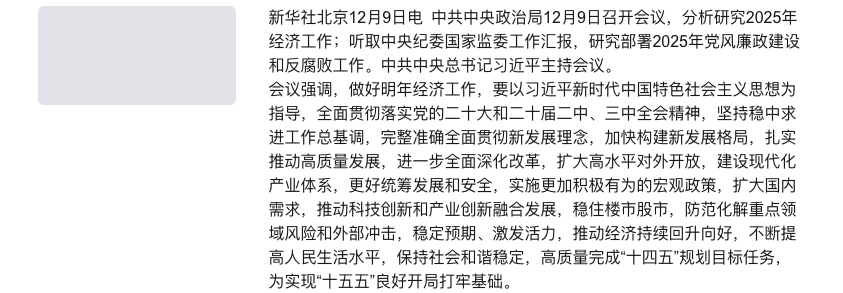 新华社北京12月9日电  中共中央政治局12月9日召开会议，分析研究2025年
经济工作；听取中央纪委国家监委工作汇报，研究部署2025年党风廉政建设
和反腐败工作。中共中央总书记习近平主持会议。
会议强调，做好明年经济工作，要以习近平新时代中国特色社会主义思想为
指导，全面贯彻落实党的二十大和二十届二中、三中全会精神，坚持稳中求
进工作总基调，完整准确全面贯彻新发展理念，加快构建新发展格局，扎实
推动高质量发展，进一步全面深化改革，扩大高水平对外开放，建设现代化
产业体系，更好统筹发展和安全，实施更加积极有为的宏观政策，扩大国内
需求，推动科技创新和产业创新融合发展，稳住楼市股市，防范化解重点领
域风险和外部冲击，稳定预期、激发活力，推动经济持续回升向好，不断提
高人民生活水平，保持社会和谐稳定，高质量完成“十四五”规划目标任务，
为实现“十五五”良好开局打牢基础。